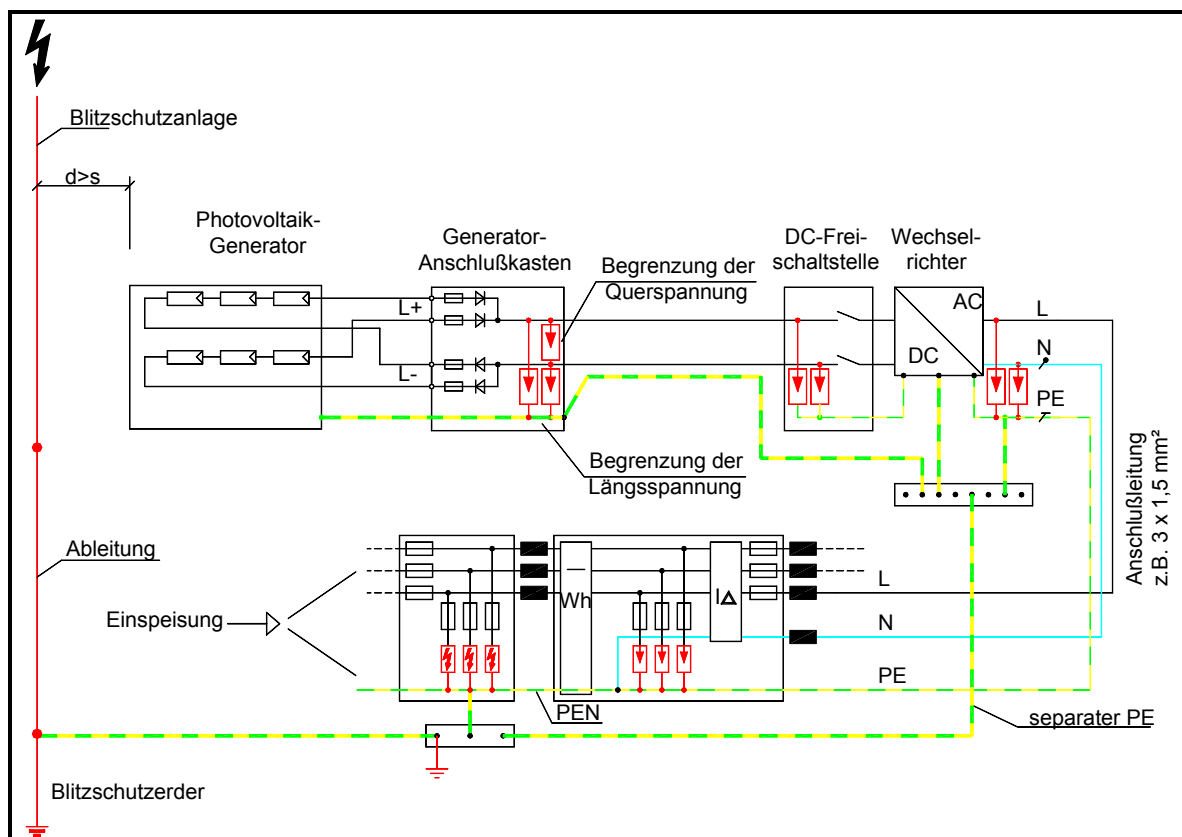 Blitzschutzanlage
d>s
Photovoltaik-
Generator
Generator-
Anschlußkasten
Begrenzung der
Querspannung
DC-Frei-
schaltstelle
Wechsel-
richter
L+
L-
AC
DC
L
N
PE
Begrenzung der
Längsspannung
Anschlußleitung
z.B. 3 x 1,5 mm²
Ableitung
Einspeisung
Wh
I∆
L
N
PE
PEN
separater PE
Blitzschutzerder